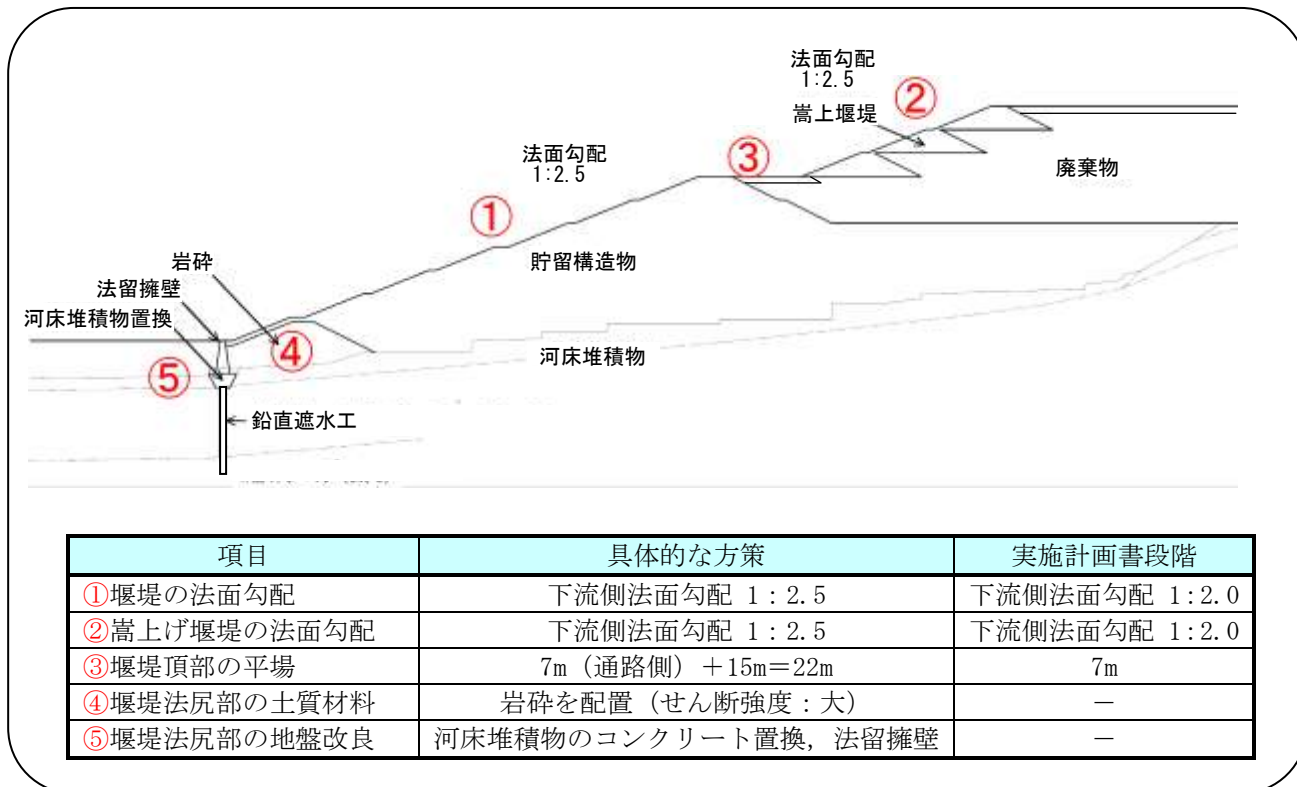 法面勾配
1:2.5
②
嵩上堰堤
法面勾配
1:2.5
③
廃棄物
①
岩砕
貯留構造物
法留擁壁
河床堆積物置換
④
河床堆積物
⑤
鉛直遮水工
項目 具体的な方策 実施計画書段階
①堰堤の法面勾配 下流側法面勾配 1：2.5 下流側法面勾配 1:2.0
②嵩上げ堰堤の法面勾配 下流側法面勾配 1：2.5 下流側法面勾配 1:2.0
③堰堤頂部の平場 7m（通路側）＋15m＝22m 7m
④堰堤法尻部の土質材料 岩砕を配置（せん断強度：大） －
⑤堰堤法尻部の地盤改良 河床堆積物のコンクリート置換，法留擁壁 －